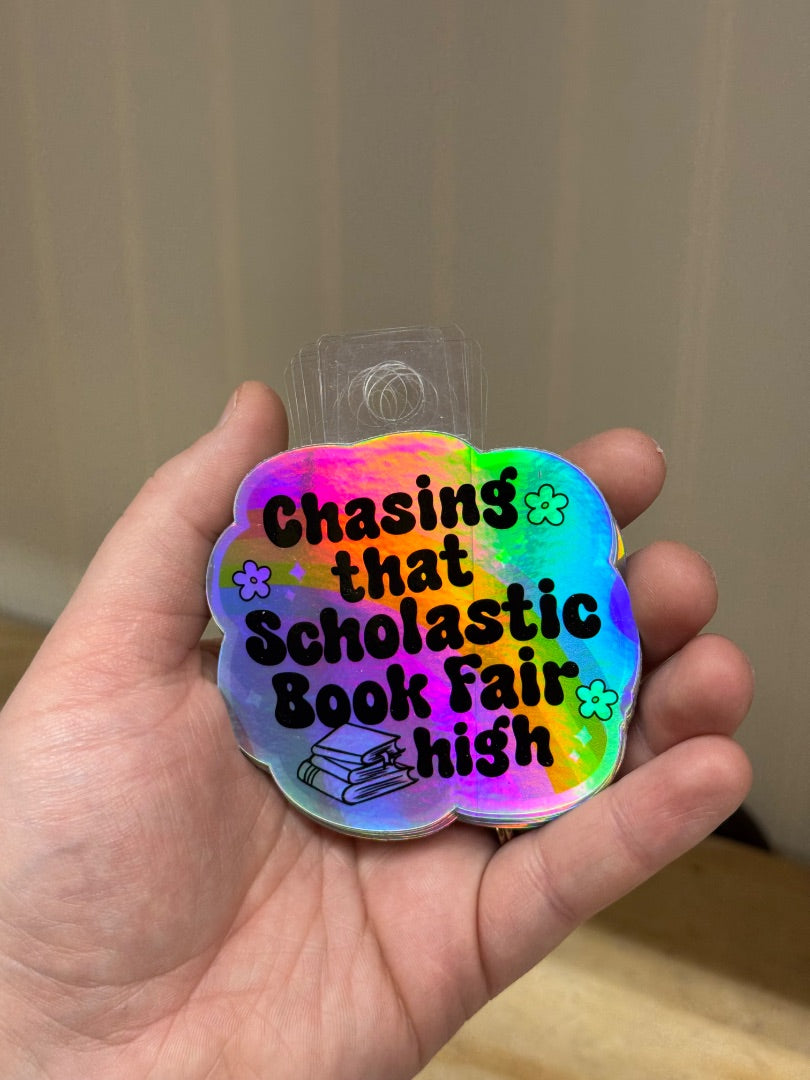 Chasing
that
Scholastic
Book Fair
high